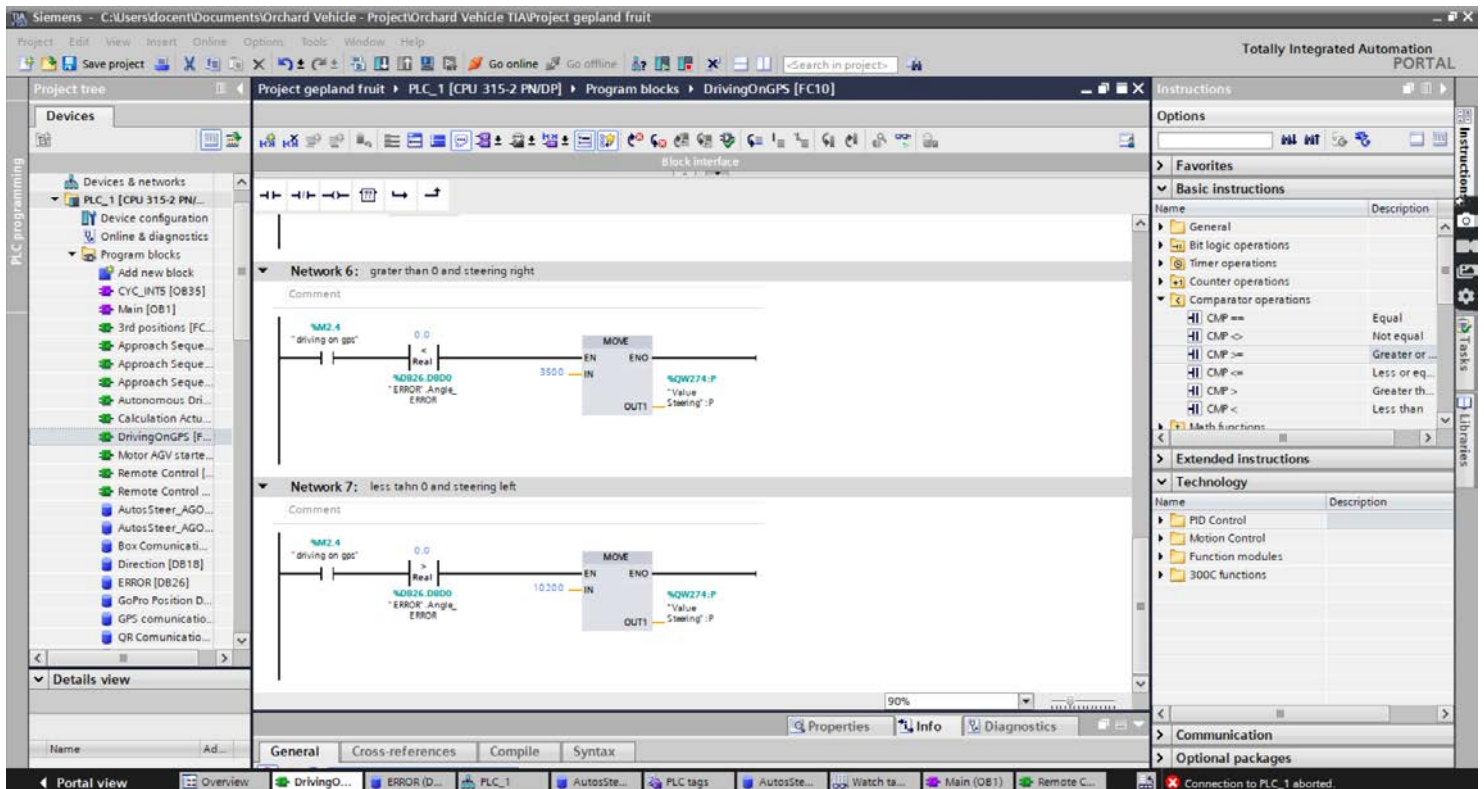 Siemens - C:\Users\docent\Documents\Orchard Vehicle - Project\Orchard Vehicle TIA\Project gepland fruit
Project Edit View Insert Online Options Tools Window Help
Totally Integrated Automation
PORTAL
Save project
Go online
Go offline
<Search in project>
Project tree
Devices
PLC programming
Devices & networks
PLC_1 [CPU 315-2 PN/...
Device configuration
Online & diagnostics
Program blocks
Add new block
CYC_INT5 [OB35]
Main [OB1]
3rd positions [FC...
Approach Seque...
Approach Seque...
Approach Seque...
Autonomous Dri...
Calculation Actu...
DrivingOnGPS [F...
Motor AGV starte...
Remote Control [...
Remote Control ...
AutosSteer_AGO...
AutosSteer_AGO...
Box Comunicati...
Direction [DB18]
ERROR [DB26]
GoPro Position D...
GPS comunicatio...
QR Comunicatio...
Details view
Name Ad...
Project gepland fruit PLC_1 [CPU 315-2 PN/DP] Program blocks DrivingOnGPS [FC10]
Block interface
Network 6: grater than 0 and steering right
Comment
%M2.4
"driving on gps"
0.0
<
Real
%DB26.DBD0
"ERROR".Angle_
ERROR
MOVE
EN ENO
3500 IN
%QW274:P
"Value
Steering":P
OUT1
Network 7: less tahn 0 and steering left
Comment
%M2.4
"driving on gps"
0.0
>
Real
%DB26.DBD0
"ERROR".Angle_
ERROR
MOVE
EN ENO
10200 IN
%QW274:P
"Value
Steering":P
OUT1
90%
Properties Info Diagnostics
General Cross-references Compile Syntax
Instructions
Options
Favorites
Basic instructions
Name Description
General
Bit logic operations
Timer operations
Counter operations
Comparator operations
CMP == Equal
CMP <> Not equal
CMP >= Greater or ...
CMP <= Less or eq...
CMP > Greater th...
CMP < Less than
Math functions
Extended instructions
Technology
Name Description
PID Control
Motion Control
Function modules
300C functions
Communication
Optional packages
Instructions
Tasks
Libraries
Portal view
Overview
DrivingO...
ERROR (D...
PLC_1
AutosSte...
PLC tags
AutosSte...
Watch ta...
Main (OB1)
Remote C...
Connection to PLC_1 aborted.